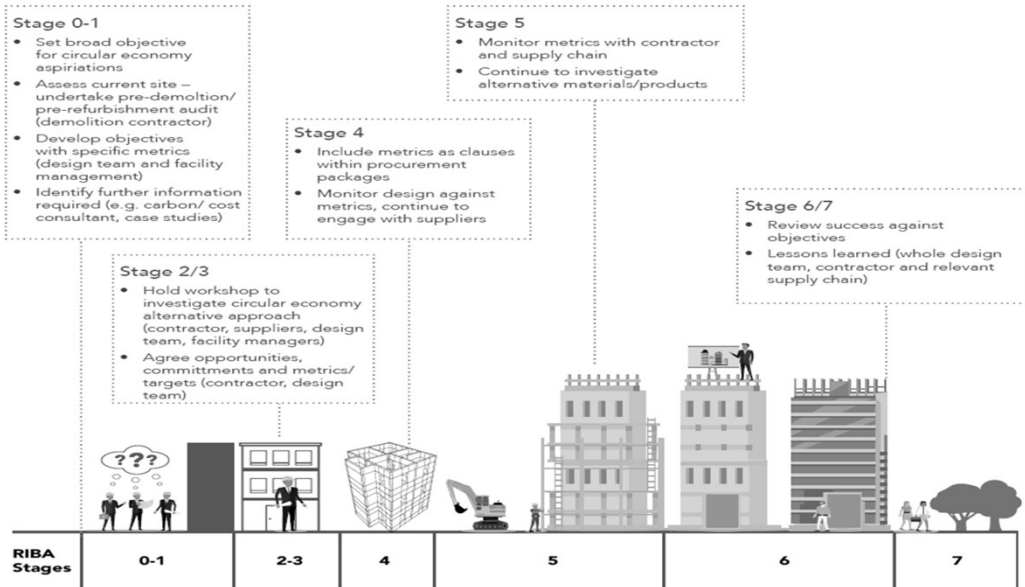 Stage 0-1
• Set broad objective
for circular economy
aspiriations
• Assess current site –
undertake pre-demoltion/
pre-refurbishment audit
(demolition contractor)
• Develop objectives
with specific metrics
(design team and facility
management)
• Identify further information
required (e.g. carbon/ cost
consultant, case studies)
Stage 2/3
• Hold workshop to
investigate circular economy
alternative approach
(contractor, suppliers, design
team, facility managers)
• Agree opportunities,
committments and metrics/
targets (contractor, design
team)
Stage 4
• Include metrics as clauses
within procurement
packages
• Monitor design against
metrics, continue to
engage with suppliers
Stage 5
• Monitor metrics with contractor
and supply chain
• Continue to investigate
alternative materials/products
Stage 6/7
• Review success against
objectives
• Lessons learned (whole design
team, contractor and relevant
supply chain)
???
RIBA
Stages
0-1
2-3
4
5
6
7